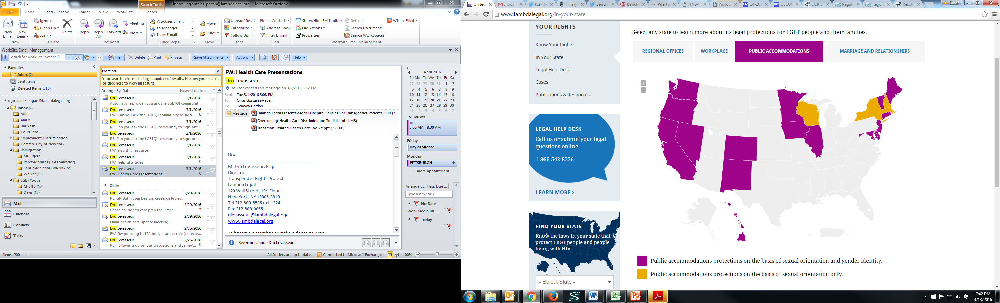 Search Tools
Inbox - ogonzalez-pagan@lambdalegal.org - Microsoft Outlook
File
Home
Send / Receive
Folder
View
WorkSite
Search
New E-mail
New Items
New
Ignore
Clean Up
Junk
Delete
Delete
Reply
Reply All
Forward
Meeting
More
Respond
Wockner Emails
To Manager
Team E-mail
Quick Steps
Move
Rules
Move
Unread/ Read
Categorize
Follow Up
Tags
Find a Contact
Address Book
Filter E-mail
Find
Show/Hide EM Toolbar
File Actions
Properties
Refresh
Search Documents
Search WorkSpaces
Where Filed
WorkSite Email Management
WorkSite Email Management
Search for WorkSite location (C...
File
Delete
Print
Private
Save Attachments
Actions
Help
Favorites
Inbox (7)
Sent Items
Deleted Items (310)
ogonzalez-pagan@lambdalegal.org
Inbox (7)
Admin
AmEx
Bar Assn.
Court Info
Employment Discrimination
Hamm v. City of New York
Immigration
Mulugeta
Perez-Morales (TX-El Salvador)
Santin-Melchor (WI-Mexico)
Walker (CT)
LGBT Youth
Choffo (NJ)
Davis (NJ)
Mail
Calendar
Contacts
Tasks
Items: 200
from:dru
Your search returned a large number of results. Narrow your search, or click here to view all results.
Arrange By: Date
Newest on top
Dru Levasseur 3/1/2016
Automatic reply: Can you ask the LGBTQI communit...
Dru Levasseur 3/1/2016
FW: Can you ask the LGBTQI community to sign ...
Dru Levasseur 3/1/2016
RE: Can you ask the LGBTQI community to sign ont...
Dru Levasseur 3/1/2016
RE: Can you ask the LGBTQI community to sign ont...
Dru Levasseur 3/1/2016
FW: also this resource
Dru Levasseur 3/1/2016
FW: helpful articles
Dru Levasseur 3/1/2016
FW: Health Care Presentations
Older
Dru Levasseur 2/29/2016
RE: GN Bathroom Design/Research Project
Dru Levasseur 2/29/2016
Canceled: health care prep for Omar
Dru Levasseur 2/29/2016
Omar health care update meeting
Dru Levasseur 2/25/2016
FW: Responding to TSA body scanner rule (expecte...
Dru Levasseur 2/25/2016
RE: Following up on our discussions and Jenny'...
FW: Health Care Presentations
Dru Levasseur
You forwarded this message on 3/1/2016 3:37 PM.
Sent: Tue 3/1/2016 3:08 PM
To: Omar Gonzalez-Pagan
Cc: Demoya Gordon
Message
Lambda Legal Presents-Model Hospital Policies For Transgender Patients.PPTX (2...
Overcoming Health Care Discrimination Toolkit.ppt (1 MB)
Transition Related Health Care Toolkit.ppt (930 KB)
Dru
M. Dru Levasseur, Esq.
Director
Transgender Rights Project
Lambda Legal
120 Wall Street, 19th Floor
New York, NY 10005-3919
Tel 212-809-8585 ext. 224
Fax 212-809-0055
dlevasseur@lambdalegal.org
www.lambdalegal.org
To become a member or make a donation, visit
See more about: Dru Levasseur.
All folders are up to date.
Connected to Microsoft Exchange
100%
April 2016
Su Mo Tu We Th Fr Sa
27 28 29 30 31 1 2
3 4 5 6 7 8 9
10 11 12 13 14 15 16
17 18 19 20 21 22 23
24 25 26 27 28 29 30
1 2 3 4 5 6 7
Tomorrow
DC
8:00 AM - 8:30 AM
Friday
Day of Silence
Monday
PITTSBURGH
1 more appointment
Arrange By: Flag: Due ...
Type a new task
No Date
Social Media Blu...
Today
United
Inbox
(52) Tw
Hillary
Bench
Bench
Puerto
HNBA
Advoc
14-203
USCOU
OCR E
Regula
Regula
Resolu
Omar
www.lambdalegal.org/in-your-state
YOUR RIGHTS
Know Your Rights
In Your State
Legal Help Desk
Cases
Publications & Resources
LEGAL HELP DESK
Call us or submit your legal
questions online.
1-866-542-8336
LEARN MORE ›
FIND YOUR STATE
Know the laws in your state that
protect LBGT people and people
living with HIV.
- Select State -
Select any state to learn more about its legal protections for LGBT people and their families.
REGIONAL OFFICES
WORKPLACE
PUBLIC ACCOMMODATIONS
MARRIAGE AND RELATIONSHIPS
Public accommodations protections on the basis of sexual orientation and gender identity.
Public accommodations protections on the basis of sexual orientation only.
7:42 PM
4/13/2016